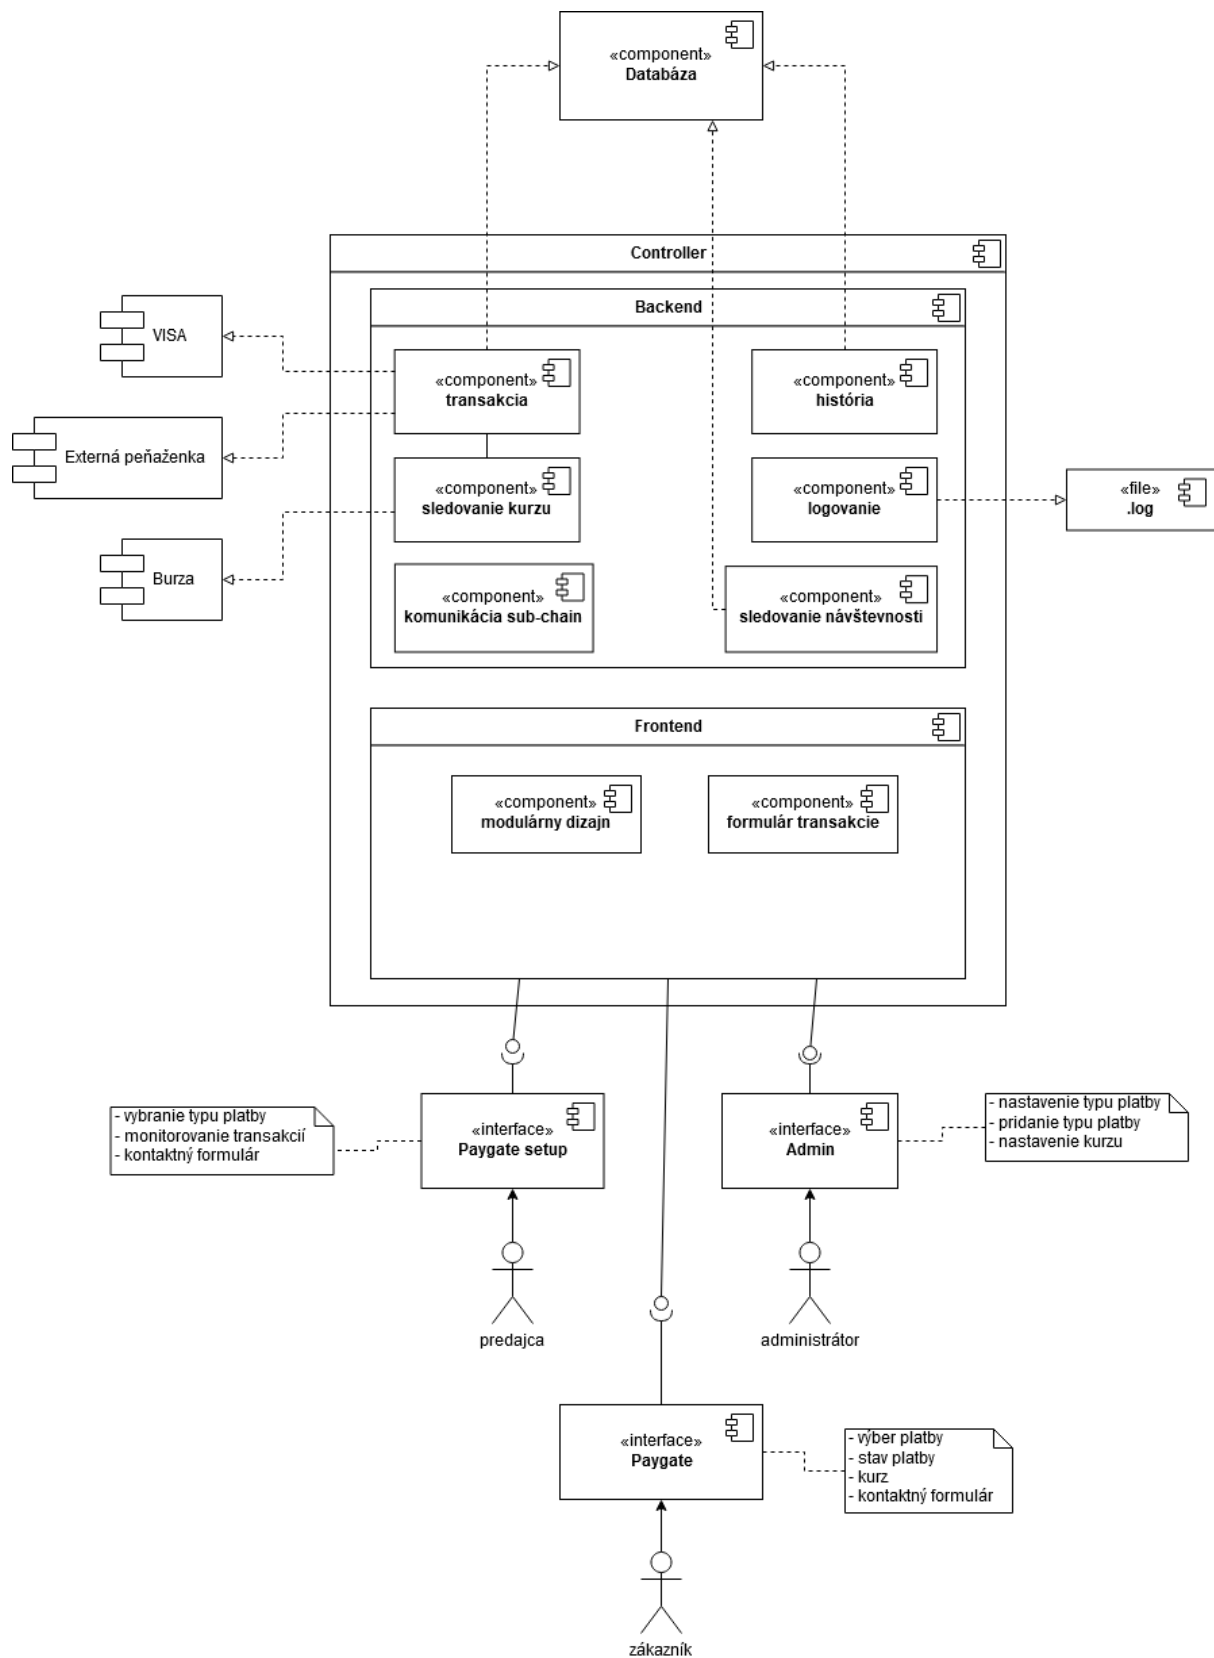 «component»
Databáza
Controller
Backend
VISA
«component»
transakcia
«component»
história
Externá peňaženka
«component»
sledovanie kurzu
«component»
logovanie
«file»
.log
Burza
«component»
komunikácia sub-chain
«component»
sledovanie návštevnosti
Frontend
«component»
modulárny dizajn
«component»
formulár transakcie
- vybranie typu platby
- monitorovanie transakcií
- kontaktný formulár
«interface»
Paygate setup
«interface»
Admin
- nastavenie typu platby
- pridanie typu platby
- nastavenie kurzu
predajca
administrátor
«interface»
Paygate
- výber platby
- stav platby
- kurz
- kontaktný formulár
zákazník